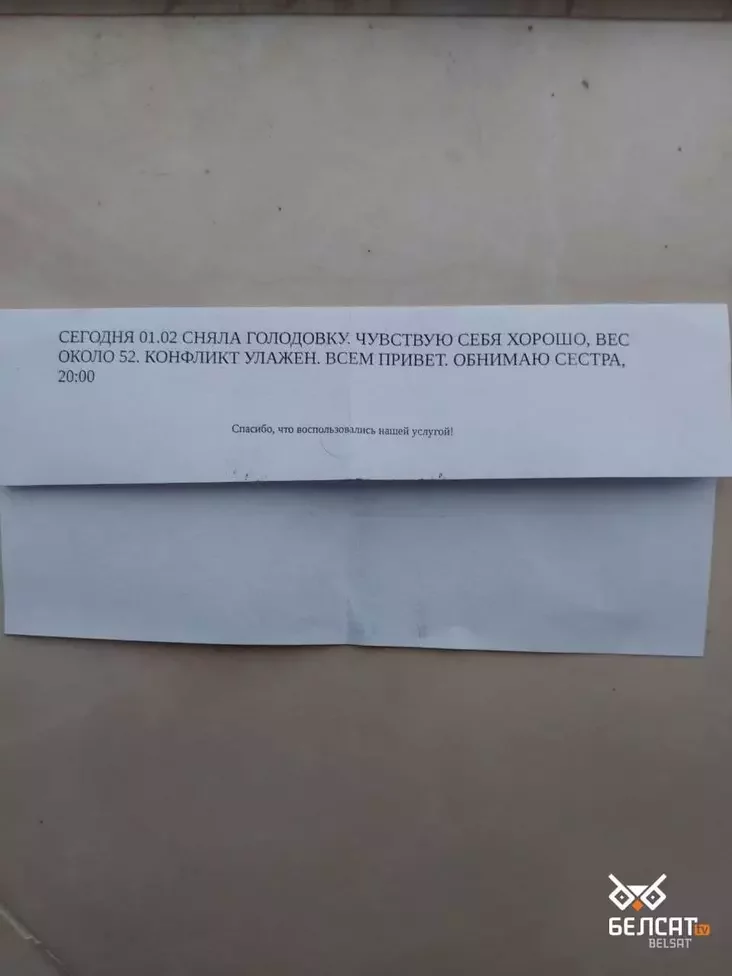 СЕГОДНЯ 01.02 СНЯЛА ГОЛОДОВКУ. ЧУВСТВУЮ СЕБЯ ХОРОШО, ВЕС
ОКОЛО 52. КОНФЛИКТ УЛАЖЕН. ВСЕМ ПРИВЕТ. ОБНИМАЮ СЕСТРА,
20:00
Спасибо, что воспользовались нашей услугой!
БЕЛСАТ tv
BELSAT